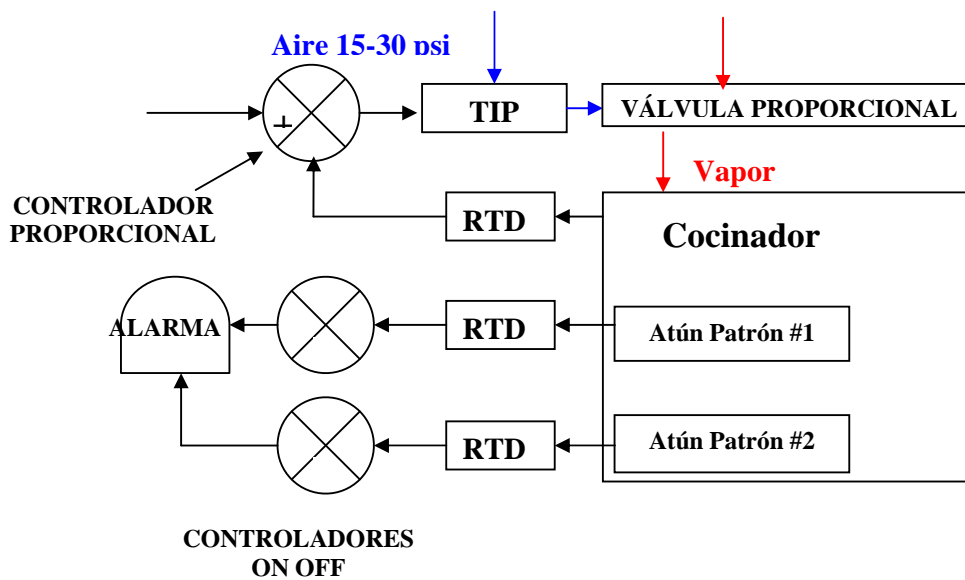 Aire 15-30 psi
TIP
VÁLVULA PROPORCIONAL
Vapor
CONTROLADOR
PROPORCIONAL
RTD
Cocinador
ALARMA
RTD
Atún Patrón #1
RTD
Atún Patrón #2
CONTROLADORES
ON OFF